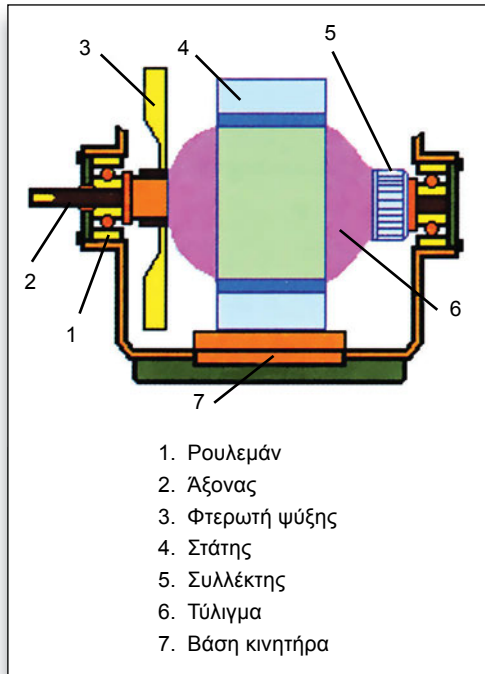 3
4
5
2
1
6
7
1. Ρουλεμάν
2. Άξονας
3. Φτερωτή ψύξης
4. Στάτης
5. Συλλέκτης
6. Τύλιγμα
7. Βάση κινητήρα